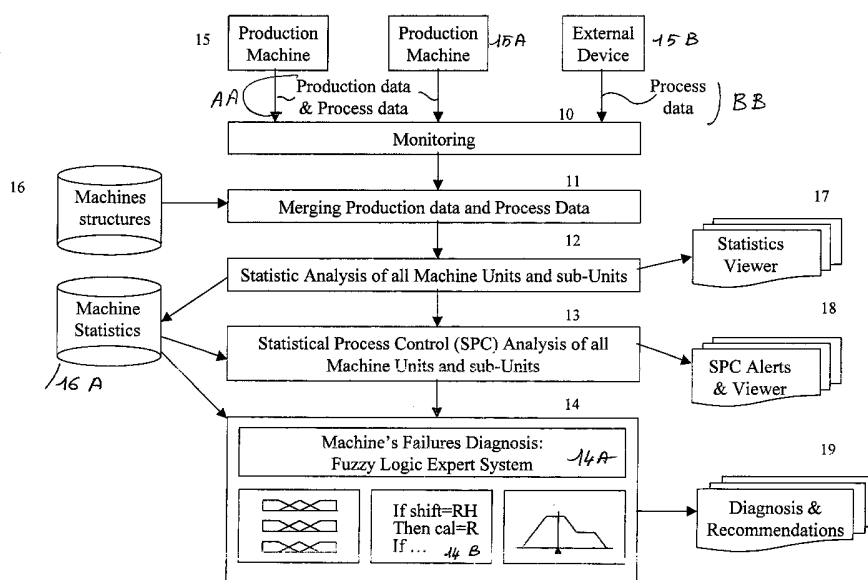 15
Production
Machine
Production
Machine
15A
External
Device
15B
AA
Production data
& Process data
Process
data
BB
10
Monitoring
16
Machines
structures
11
Merging Production data and Process Data
17
Statistics
Viewer
12
Statistic Analysis of all Machine Units and sub-Units
Machine
Statistics
16A
13
Statistical Process Control (SPC) Analysis of all
Machine Units and sub-Units
18
SPC Alerts
& Viewer
14
Machine's Failures Diagnosis:
Fuzzy Logic Expert System
14A
If shift=RH
Then cal=R
If ...
14B
19
Diagnosis &
Recommendations